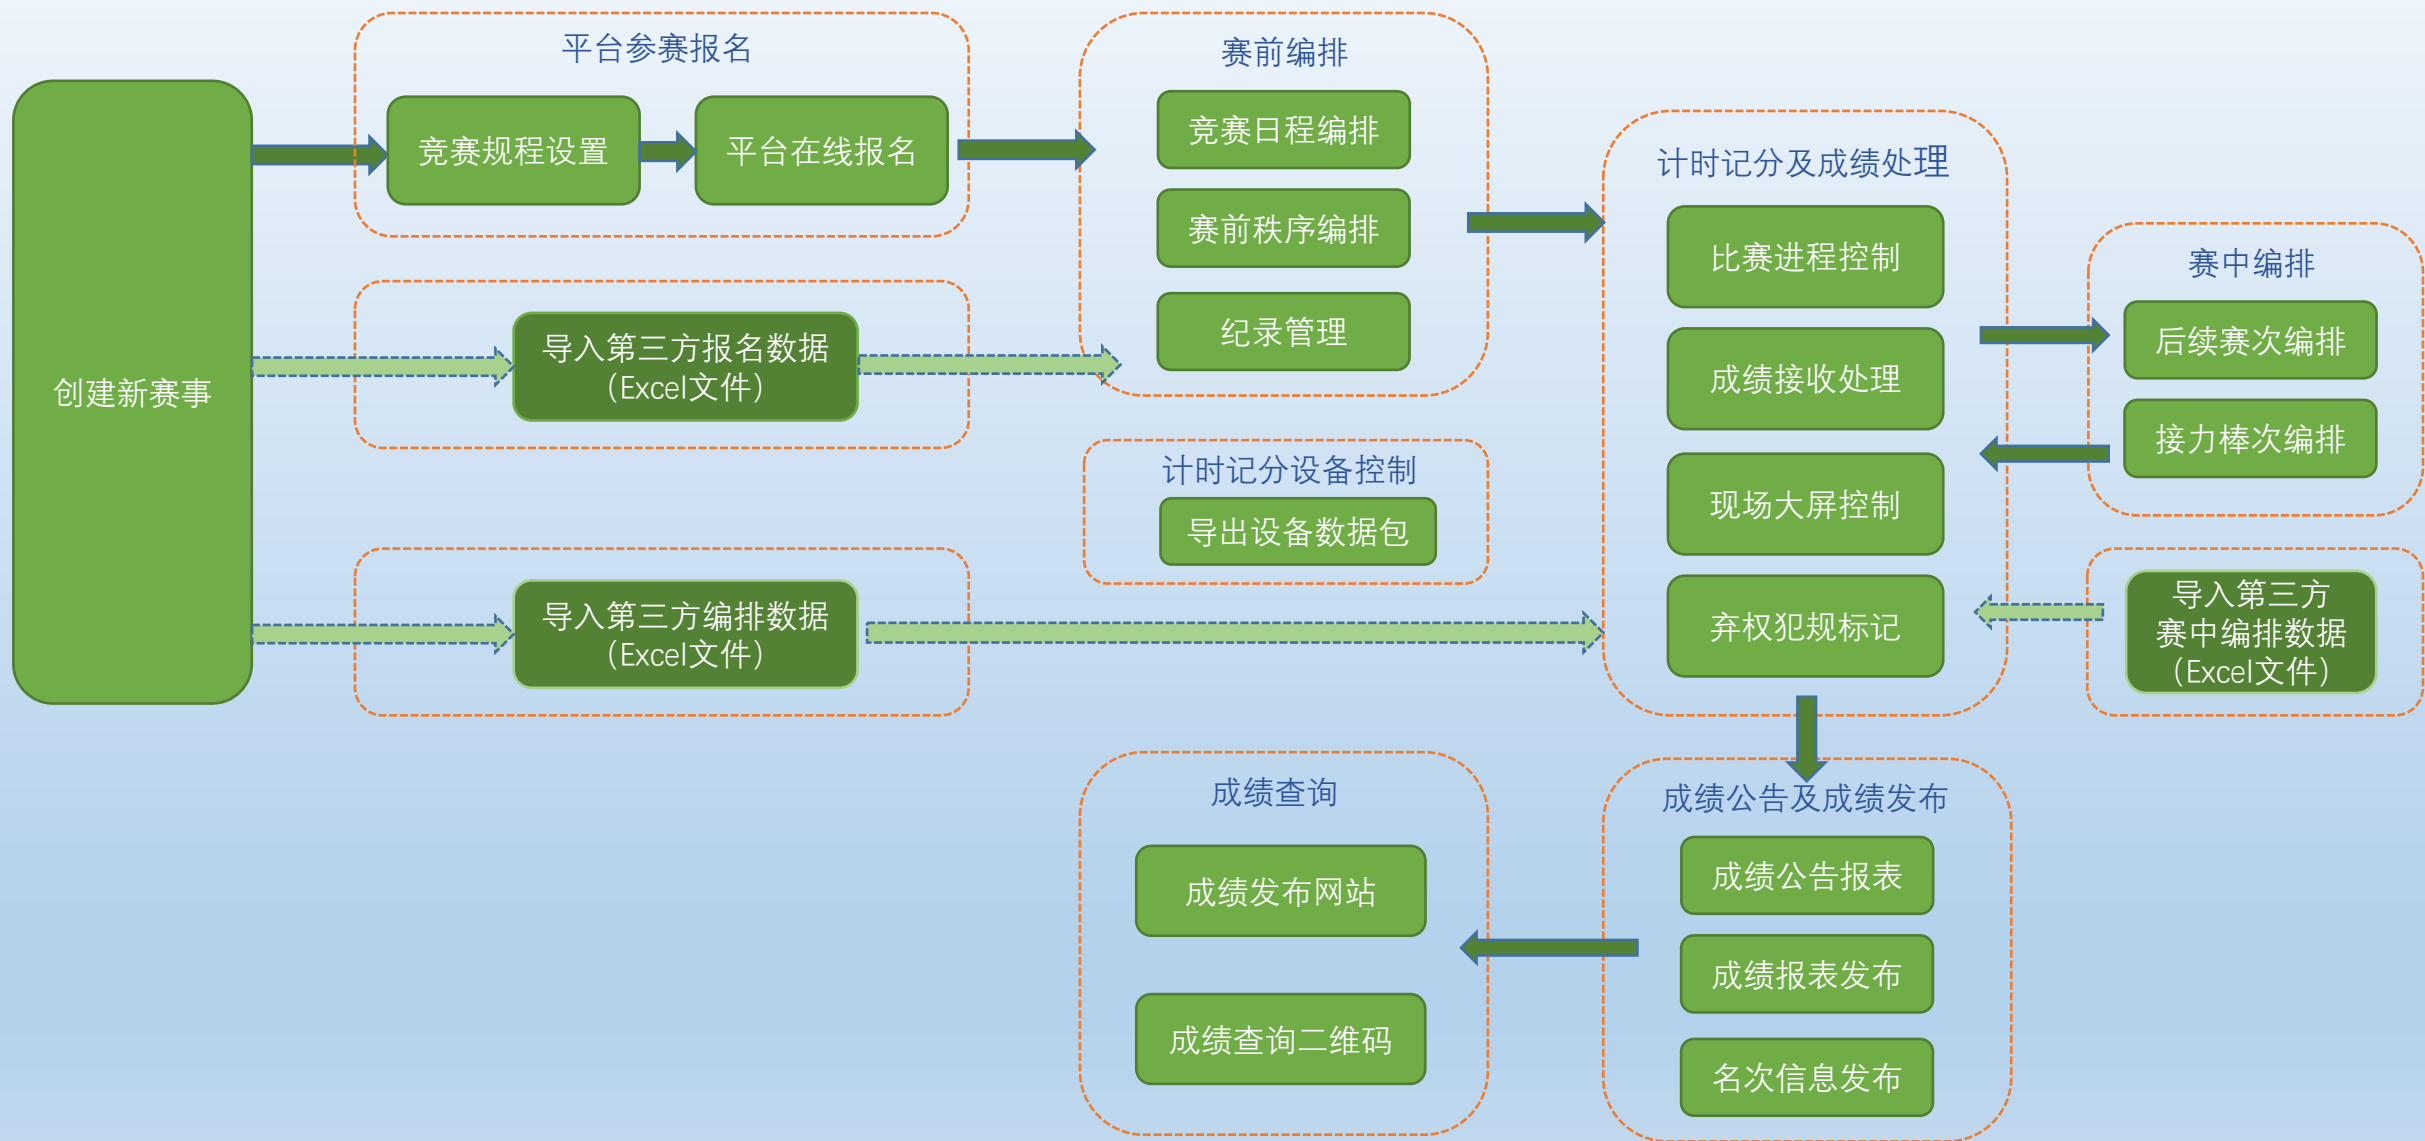 创建新赛事
平台参赛报名
竞赛规程设置
平台在线报名
导入第三方报名数据
（Excel文件）
导入第三方编排数据
（Excel文件）
赛前编排
竞赛日程编排
赛前秩序编排
纪录管理
计时记分设备控制
导出设备数据包
计时记分及成绩处理
比赛进程控制
成绩接收处理
现场大屏控制
弃权犯规标记
赛中编排
后续赛次编排
接力棒次编排
导入第三方
赛中编排数据
（Excel文件）
成绩公告及成绩发布
成绩公告报表
成绩报表发布
名次信息发布
成绩查询
成绩发布网站
成绩查询二维码